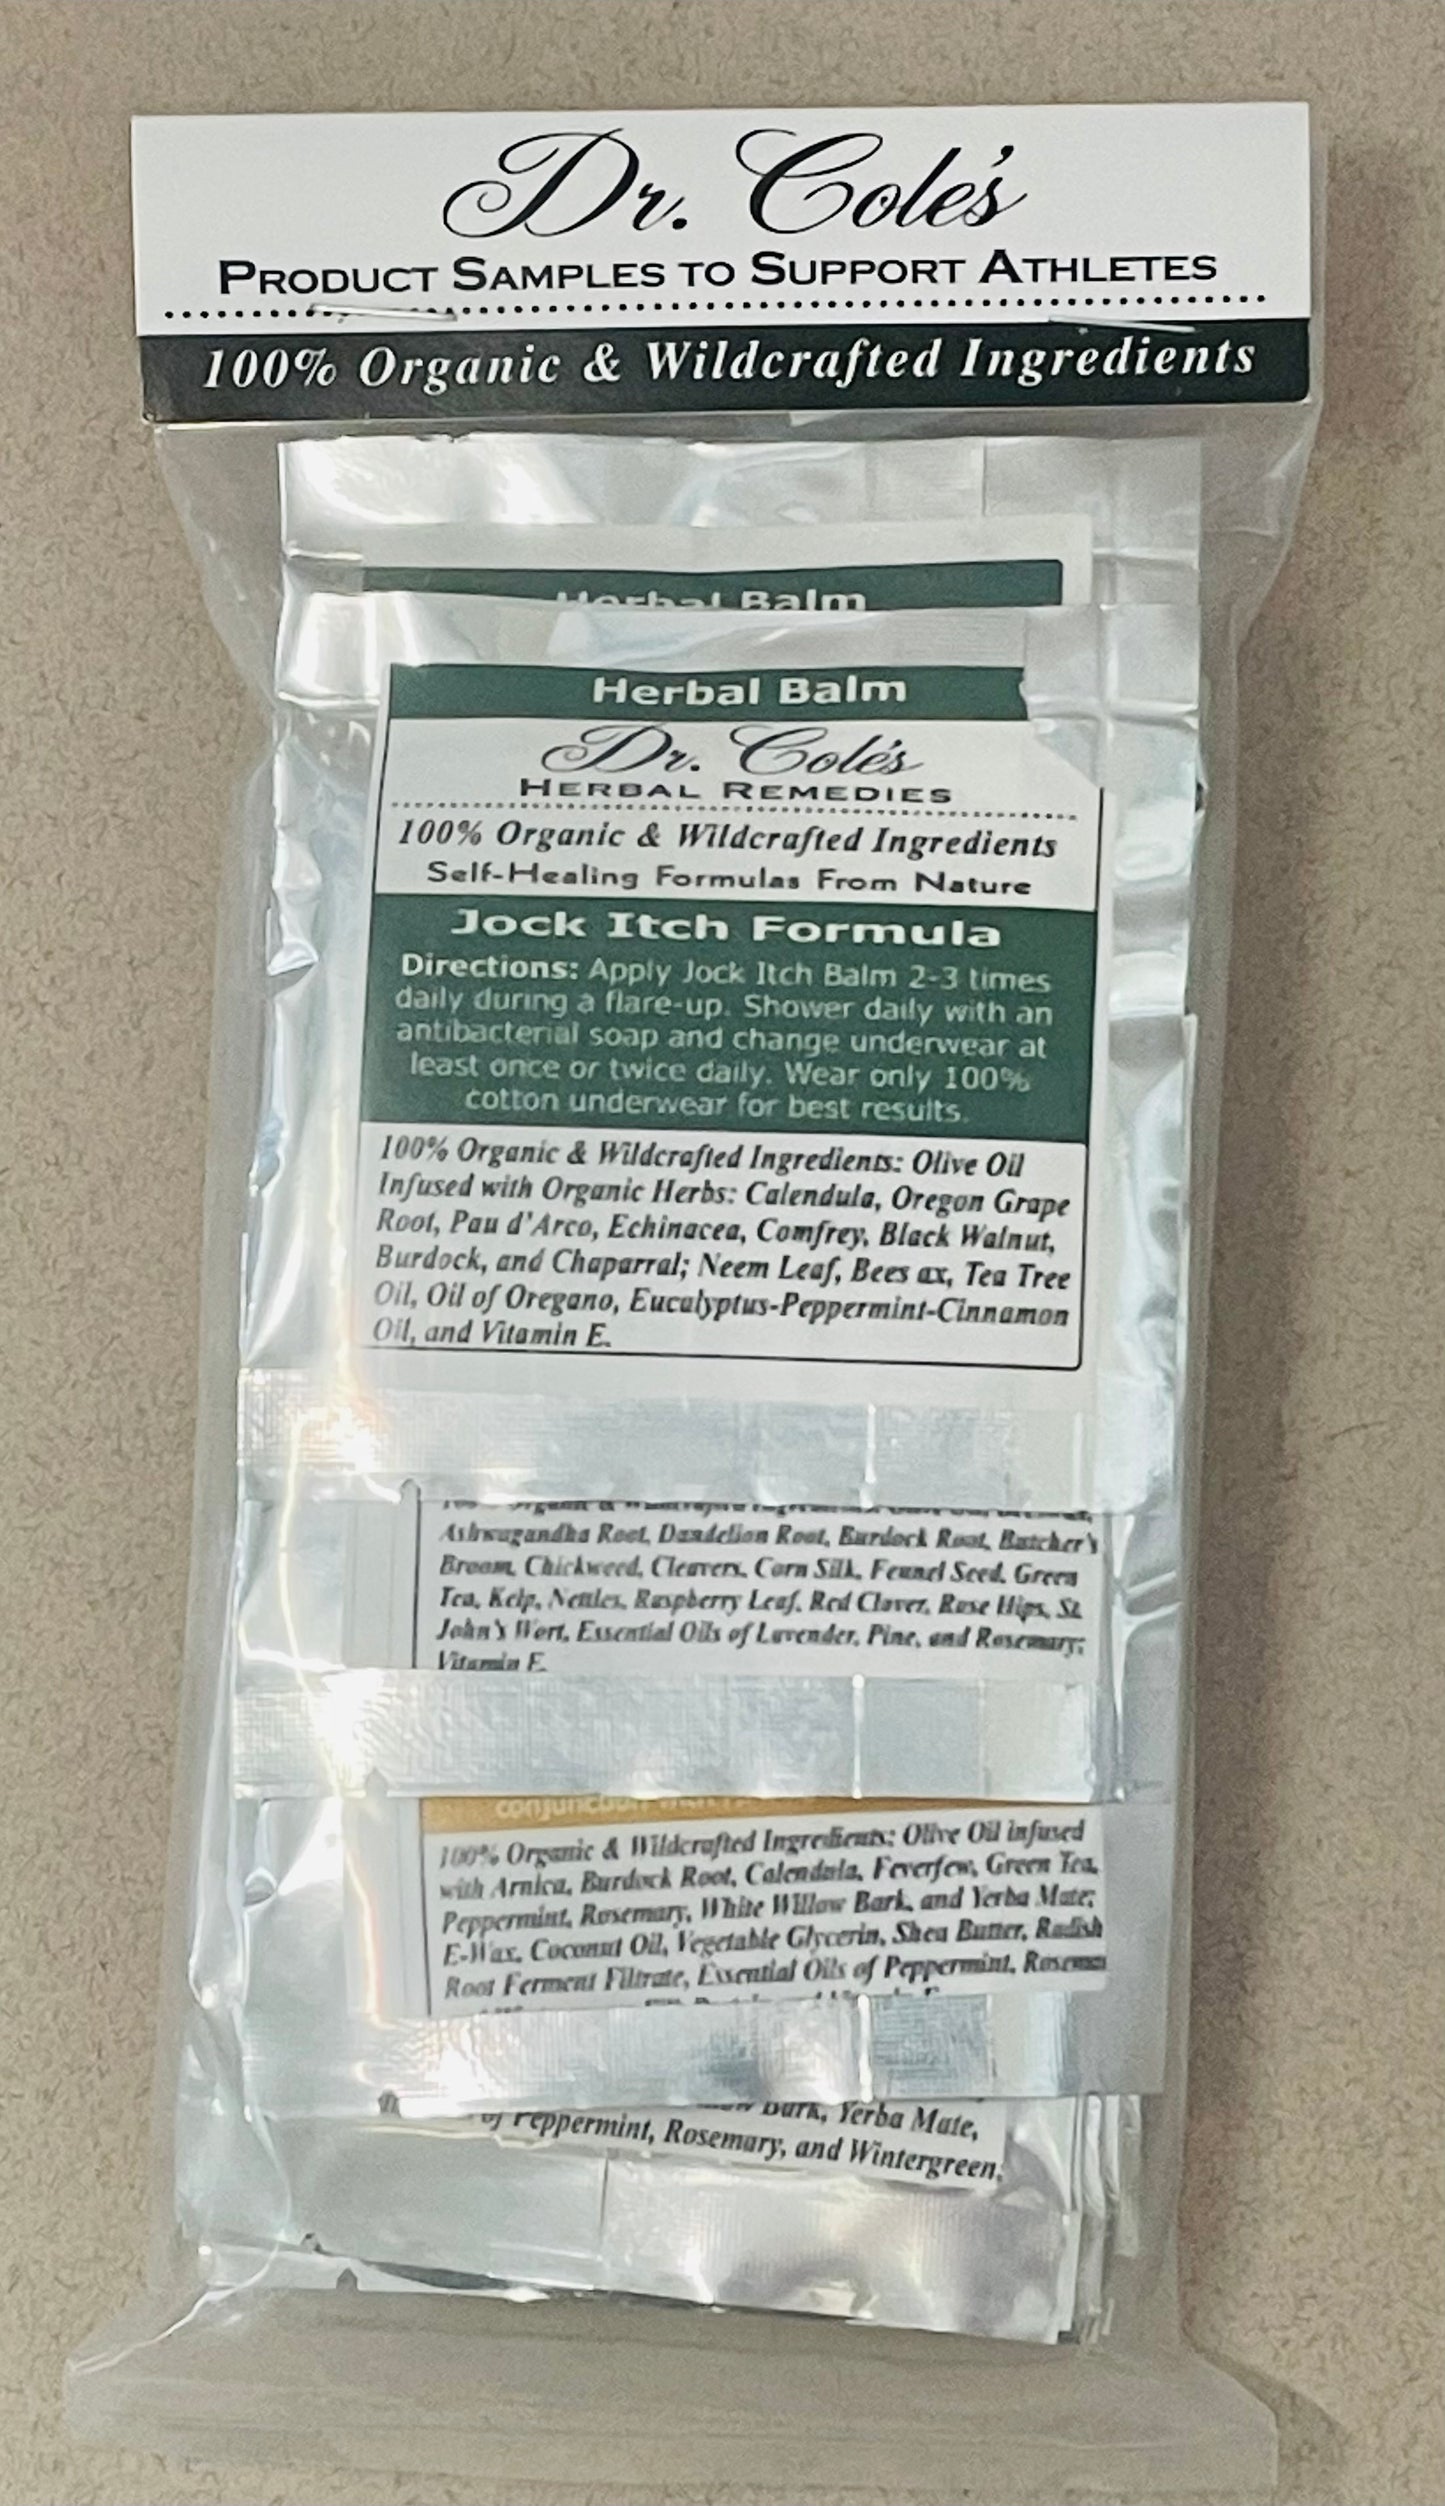 Dr. Cole's
PRODUCT SAMPLES TO SUPPORT ATHLETES
100% Organic & Wildcrafted Ingredients
Herbal Balm
Herbal Balm
Dr. Cole's
HERBAL REMEDIES
100% Organic & Wildcrafted Ingredients
Self-Healing Formulas From Nature
Jock Itch Formula
Directions: Apply Jock Itch Balm 2-3 times
daily during a flare-up. Shower daily with an
antibacterial soap and change underwear at
least once or twice daily. Wear only 100%
cotton underwear for best results.
100% Organic & Wildcrafted Ingredients: Olive Oil
Infused with Organic Herbs: Calendula, Oregon Grape
Root, Pau d'Arco, Echinacea, Comfrey, Black Walnut,
Burdock, and Chaparral; Neem Leaf, Bees ax, Tea Tree
Oil, Oil of Oregano, Eucalyptus-Peppermint-Cinnamon
Oil, and Vitamin E.
Organic & Wildcrafted
Ashwagandha Root, Dandelion Root, Burdock Root, Butcher's
Broom, Chickweed, Cleavers, Corn Silk, Fennel Seed, Green
Tea, Kelp, Nettles, Raspberry Leaf, Red Clover, Rose Hips, St.
John's Wort, Essential Oils of Lavender, Pine, and Rosemary;
Vitamin E.
conjunction with
100% Organic & Wildcrafted Ingredients: Olive Oil infused
with Arnica, Burdock Root, Calendula, Feverfew, Green Tea,
Peppermint, Rosemary, White Willow Bark, and Yerba Mate;
E-Wax, Coconut Oil, Vegetable Glycerin, Shea Butter, Radish
Root Ferment Filtrate, Essential Oils of Peppermint, Rosemar
Bark, Yerba Mate,
of Peppermint, Rosemary, and Wintergreen,